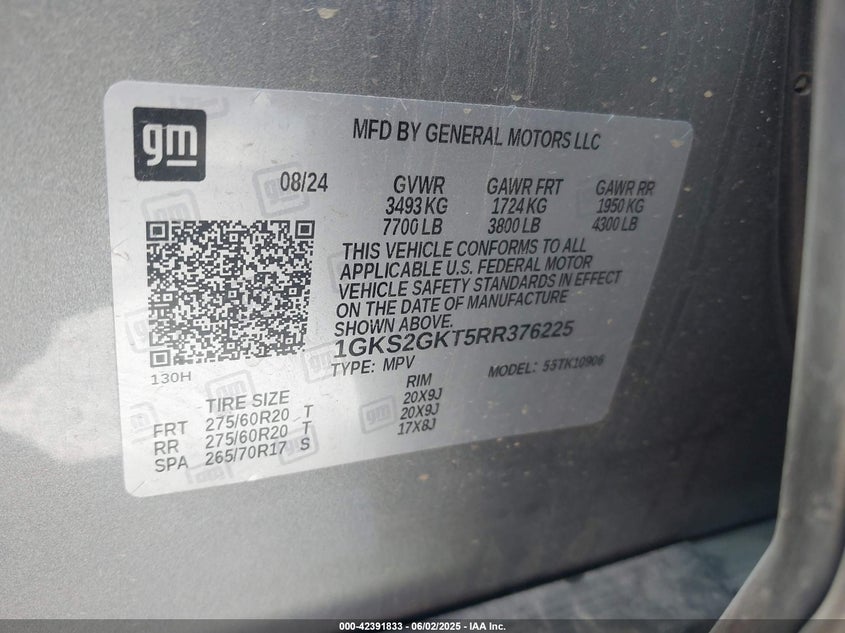 gm
MFD BY GENERAL MOTORS LLC
08/24
GVWR GAWR FRT GAWR RR
3493 KG 1724 KG 1950 KG
7700 LB 3800 LB 4300 LB
THIS VEHICLE CONFORMS TO ALL
APPLICABLE U.S. FEDERAL MOTOR
VEHICLE SAFETY STANDARDS IN EFFECT
ON THE DATE OF MANUFACTURE
SHOWN ABOVE.
1GKS2GKT5RR376225
TYPE: MPV MODEL: 55TK10906
130H
TIRE SIZE RIM
FRT 275/60R20 T 20X9J
RR 275/60R20 T 20X9J
SPA 265/70R17 S 17X8J
000-42391833 - 06/02/2025 - IAA Inc.